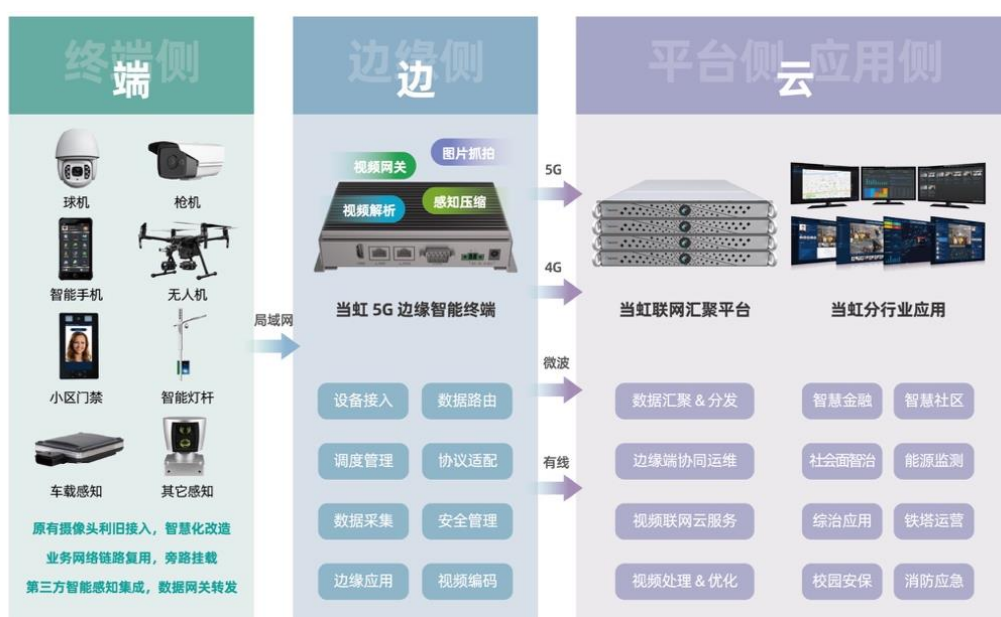 终端侧
端
边缘侧
边
平台侧 应用侧
云
球机
枪机
智能手机
无人机
小区门禁
智能灯杆
车载感知
其它感知
原有摄像头利旧接入，智慧化改造
业务网络链路复用，旁路挂载
第三方智能感知集成，数据网关转发
局域网
视频网关
图片抓拍
视频解析
感知压缩
当虹 5G 边缘智能终端
设备接入
数据路由
调度管理
协议适配
数据采集
安全管理
边缘应用
视频编码
5G
4G
微波
有线
当虹联网汇聚平台
数据汇聚 & 分发
边缘端协同运维
视频联网云服务
视频处理 & 优化
当虹分行业应用
智慧金融
智慧社区
社会面智治
能源监测
综治应用
铁塔运营
校园安保
消防应急